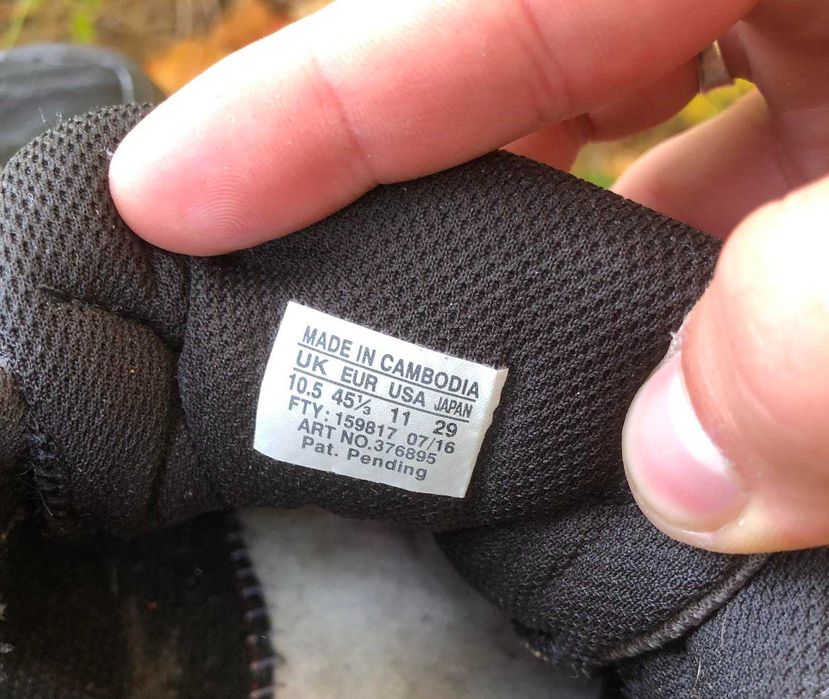 MADE IN CAMBODIA
UK EUR USA JAPAN
10.5 45⅓ 11 29
FTY: 159817 07/16
ART NO.376895
Pat. Pending